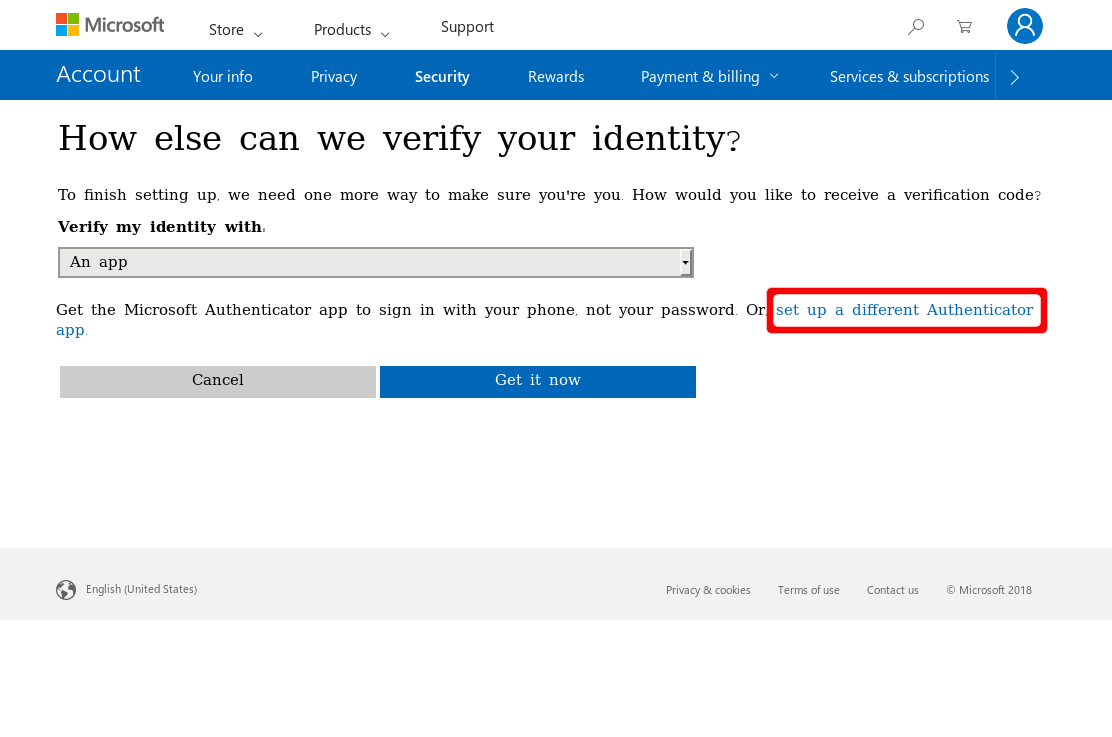 Microsoft Store Products Support
Account Your info Privacy Security Rewards Payment & billing Services & subscriptions
How else can we verify your identity?
To finish setting up, we need one more way to make sure you're you. How would you like to receive a verification code?
Verify my identity with:
An app
Get the Microsoft Authenticator app to sign in with your phone, not your password. Or, set up a different Authenticator
app.
Cancel Get it now
English (United States) Privacy & cookies Terms of use Contact us © Microsoft 2018